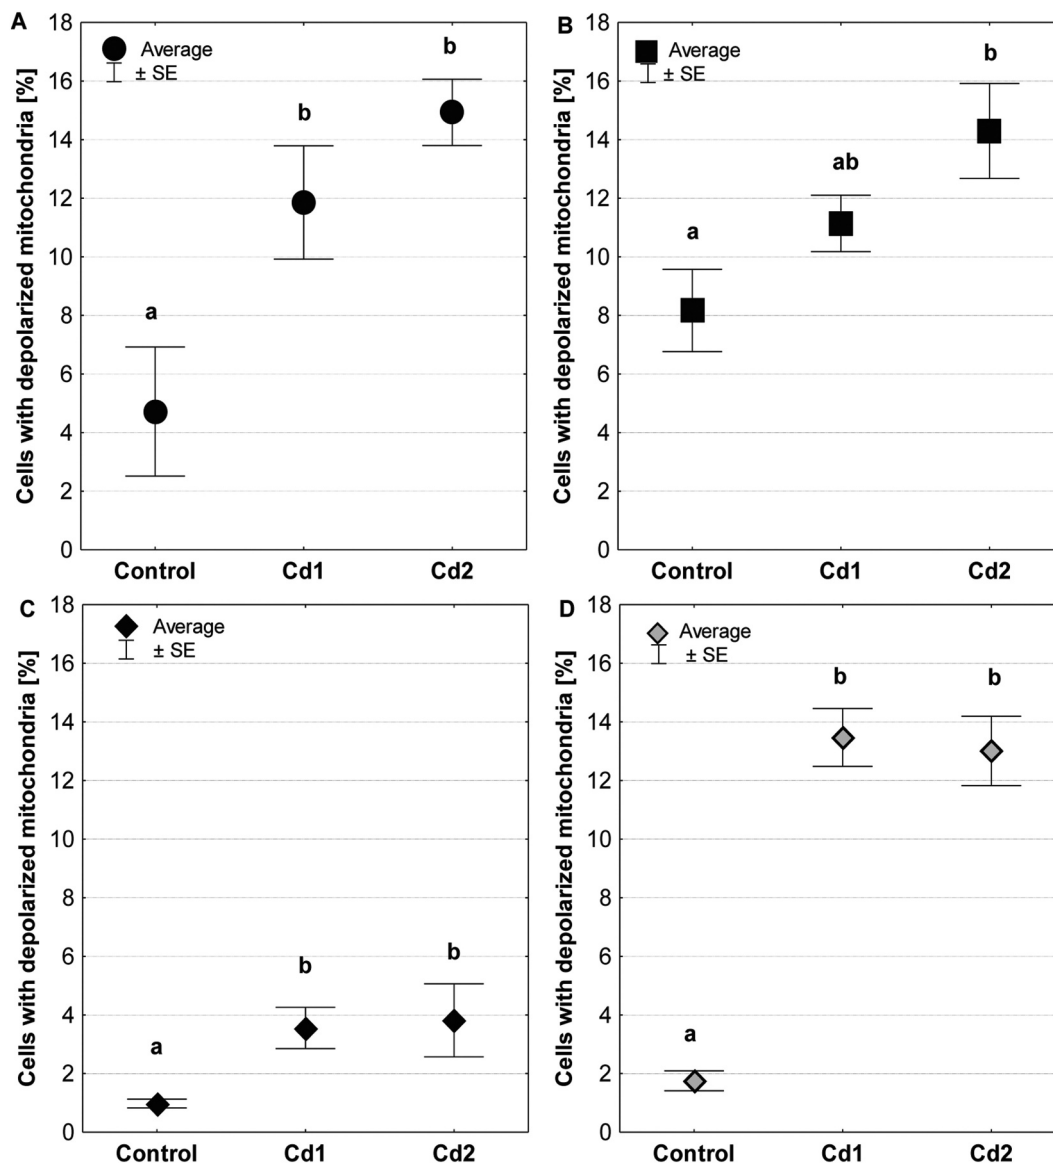 A
Cells with depolarized mitochondria [%]
18
16
14
12
10
8
6
4
2
0
Average
± SE
a
b
b
Control
Cd1
Cd2
B
Cells with depolarized mitochondria [%]
18
16
14
12
10
8
6
4
2
0
Average
± SE
a
ab
b
Control
Cd1
Cd2
C
Cells with depolarized mitochondria [%]
18
16
14
12
10
8
6
4
2
0
Average
± SE
a
b
b
Control
Cd1
Cd2
D
Cells with depolarized mitochondria [%]
18
16
14
12
10
8
6
4
2
0
Average
± SE
a
b
b
Control
Cd1
Cd2